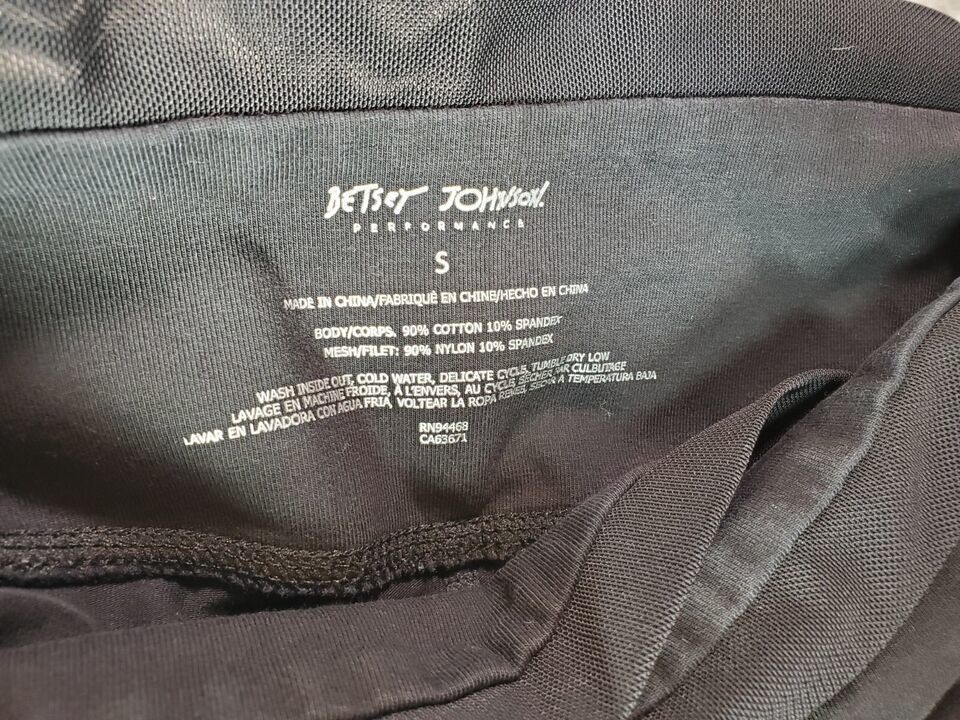 BETSEY JOHNSON.
PERFORMANCE
S
MADE IN CHINA/FABRIQUÉ EN CHINE/HECHO EN CHINA
BODY/CORPS. 90% COTTON 10% SPANDEX
MESH/FILET: 90% NYLON 10% SPANDEX
WASH INSIDE OUT, COLD WATER, DELICATE CYCLE, TUMBLE DRY LOW
LAVAGE EN MACHINE FROIDE, À L'ENVERS, AU CYCLE SÉCHER PAR CULBUTAGE
LAVAR EN LAVADORA CON AGUA FRIA, VOLTEAR LA ROPA SECAR A TEMPERATURA BAJA
RN94468
CA63671